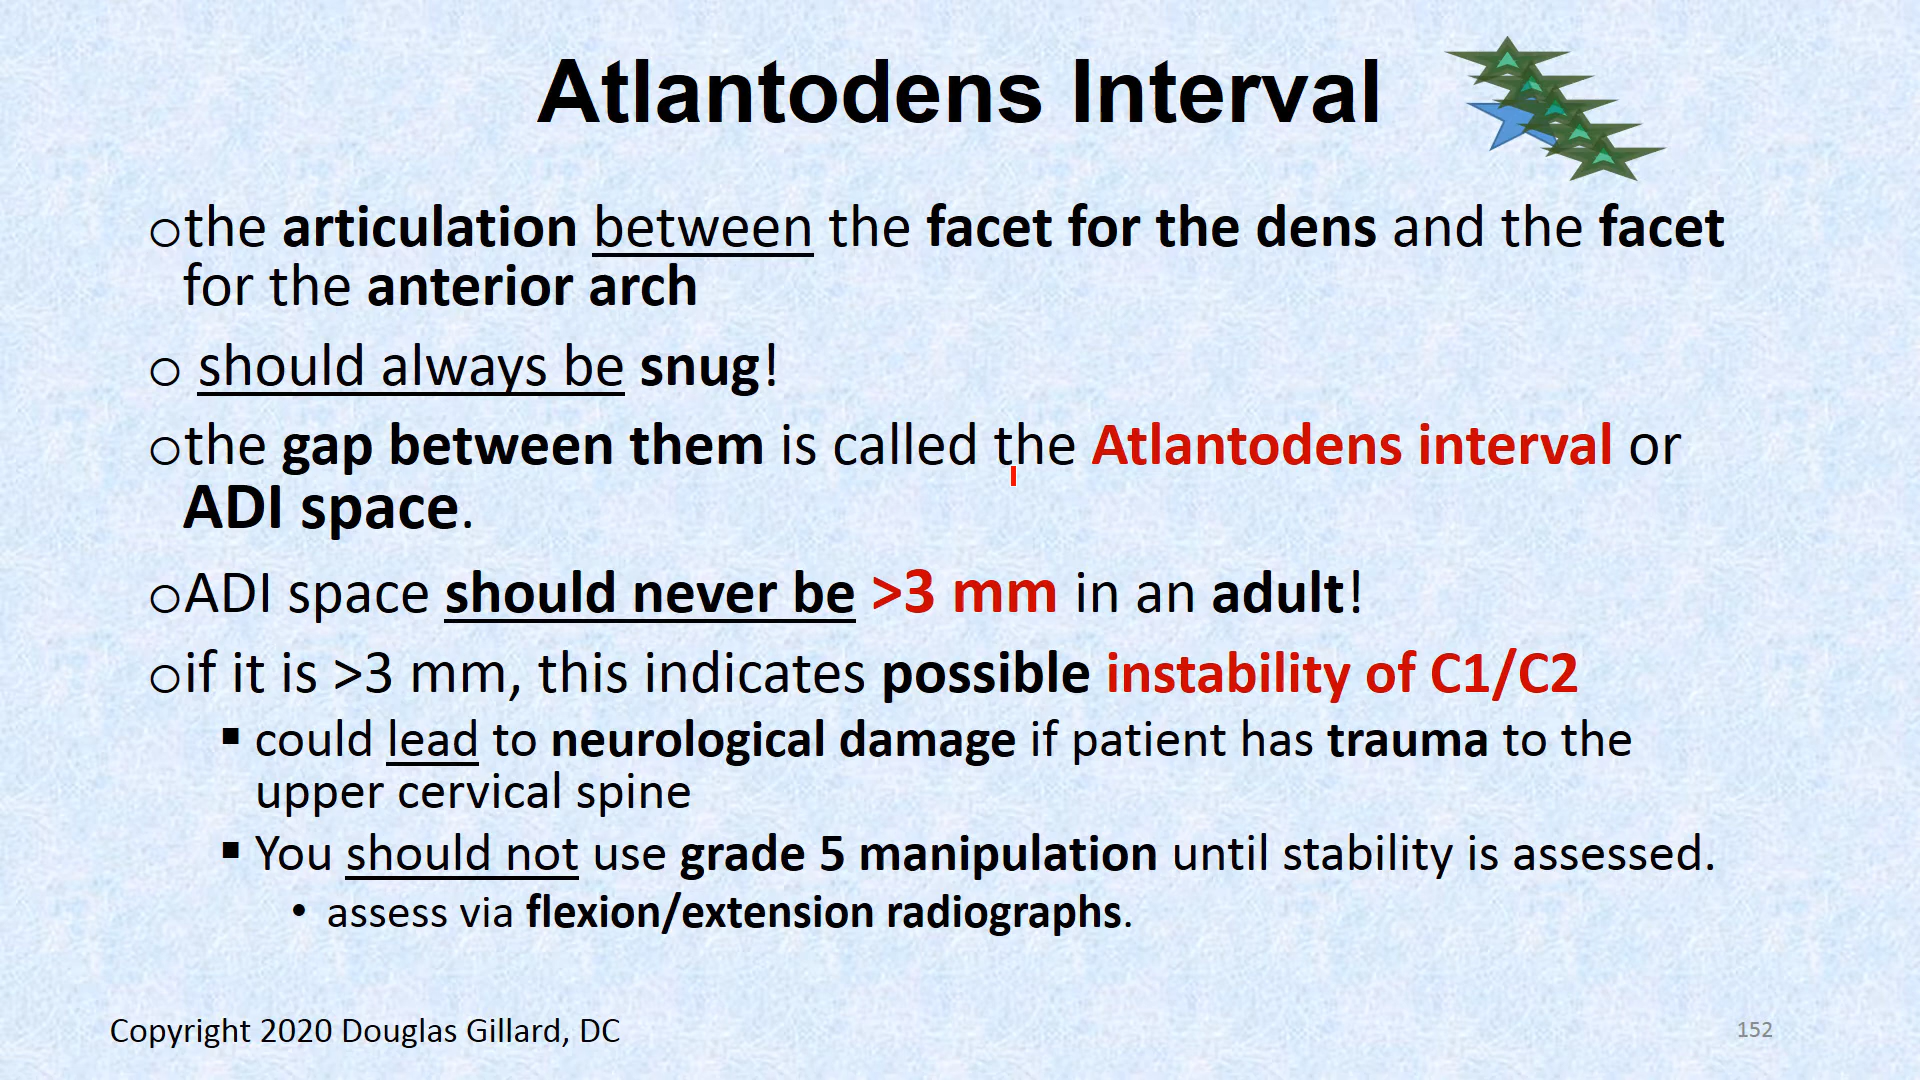 Atlantodens Interval
o the articulation between the facet for the dens and the facet
for the anterior arch
o should always be snug!
o the gap between them is called the Atlantodens interval or
ADI space.
o ADI space should never be >3 mm in an adult!
o if it is >3 mm, this indicates possible instability of C1/C2
▪ could lead to neurological damage if patient has trauma to the
upper cervical spine
▪ You should not use grade 5 manipulation until stability is assessed.
• assess via flexion/extension radiographs.
Copyright 2020 Douglas Gillard, DC
152